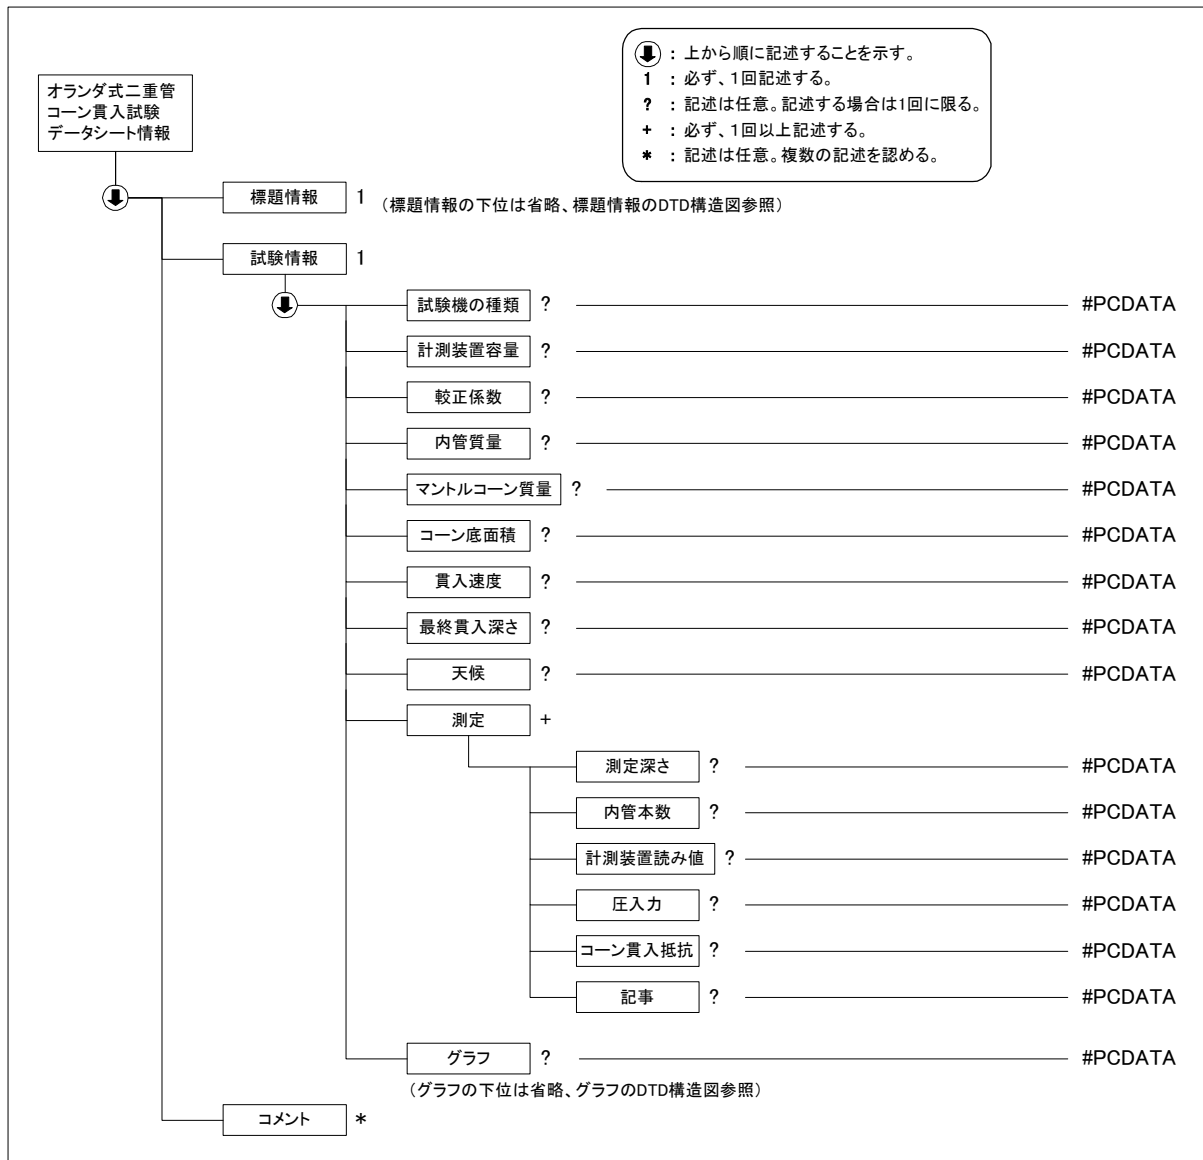 ： 上から順に記述することを示す。
1 ： 必ず、1回記述する。
? ： 記述は任意。記述する場合は1回に限る。
+ ： 必ず、1回以上記述する。
* ： 記述は任意。複数の記述を認める。
オランダ式二重管
コーン貫入試験
データシート情報
標題情報 1 （標題情報の下位は省略、標題情報のDTD構造図参照）
試験情報 1
試験機の種類 ? #PCDATA
計測装置容量 ? #PCDATA
較正係数 ? #PCDATA
内管質量 ? #PCDATA
マントルコーン質量 ? #PCDATA
コーン底面積 ? #PCDATA
貫入速度 ? #PCDATA
最終貫入深さ ? #PCDATA
天候 ? #PCDATA
測定 +
測定深さ ? #PCDATA
内管本数 ? #PCDATA
計測装置読み値 ? #PCDATA
圧入力 ? #PCDATA
コーン貫入抵抗 ? #PCDATA
記事 ? #PCDATA
グラフ ? #PCDATA
（グラフの下位は省略、グラフのDTD構造図参照）
コメント *